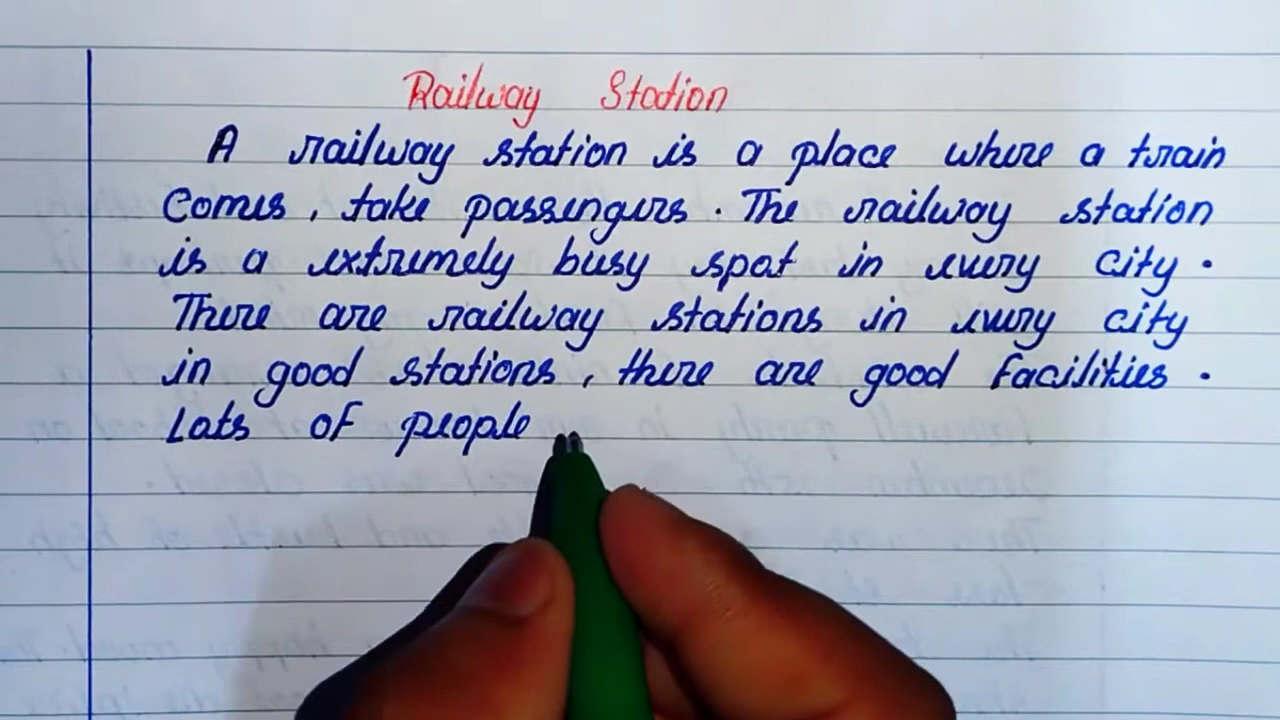 Railway Station
A railway station is a place where a train
comes, take passengers. The railway station
is a extremely busy spot in every city.
There are railway stations in every city
in good stations, there are good facilities.
Lots of people